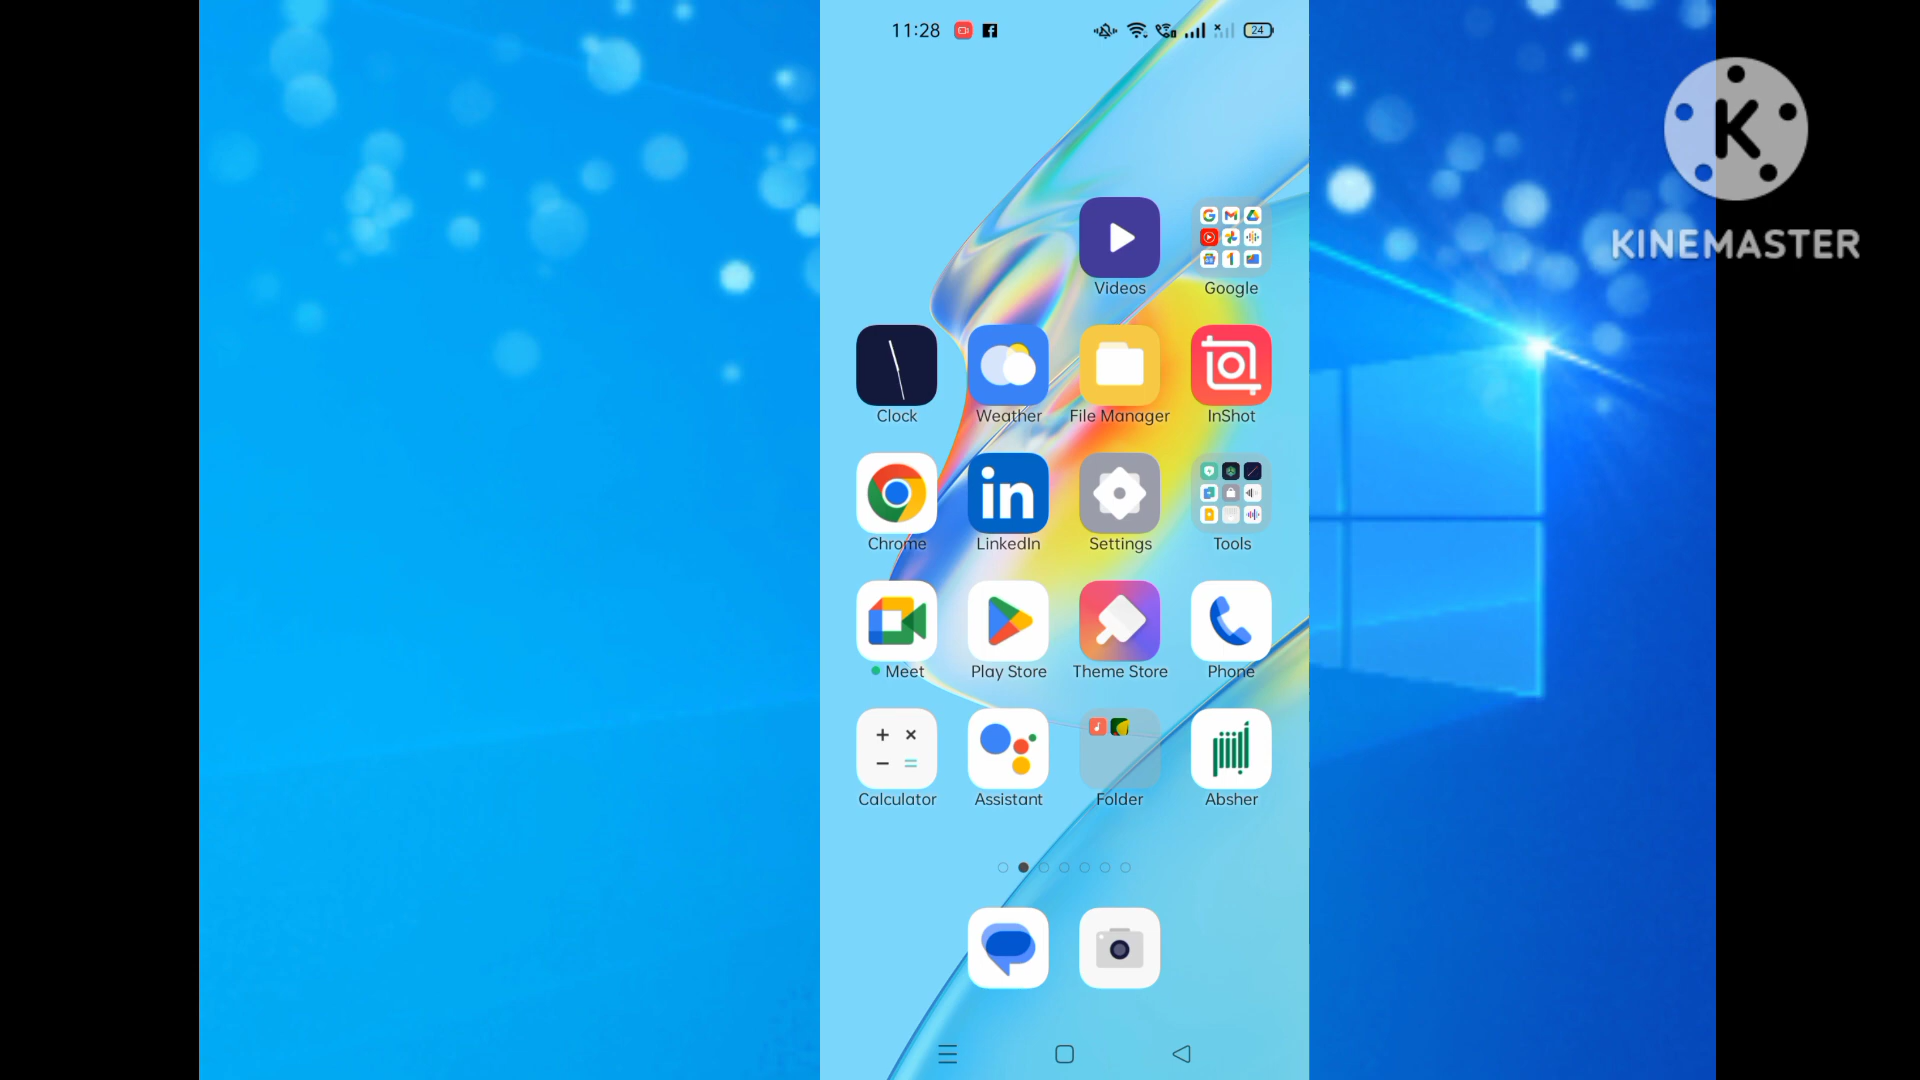 11:28
24
KINEMASTER
Videos
Google
Clock
Weather
File Manager
InShot
Chrome
LinkedIn
Settings
Tools
Meet
Play Store
Theme Store
Phone
Calculator
Assistant
Folder
Absher